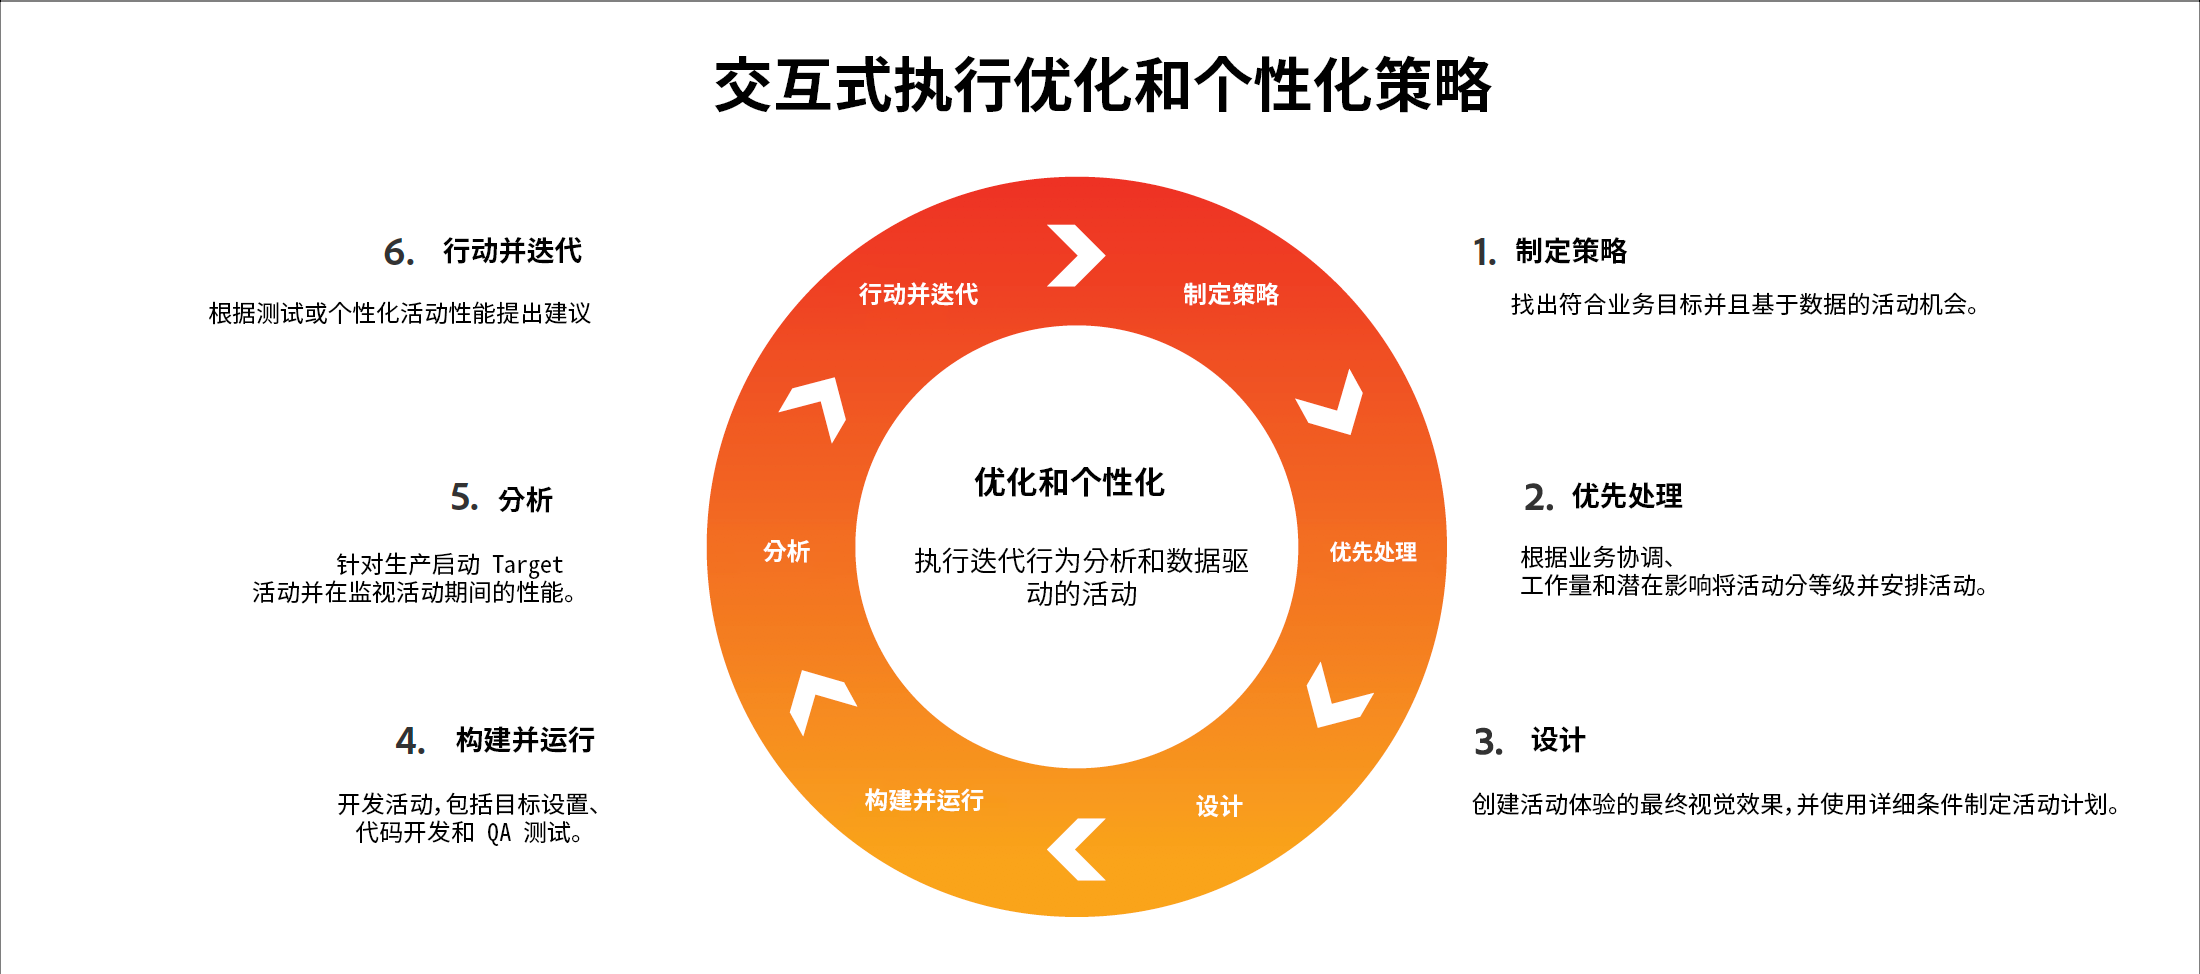 交互式执行优化和个性化策略
6. 行动并迭代
根据测试或个性化活动性能提出建议
5. 分析
针对生产启动 Target
活动并在监视活动期间的性能。
4. 构建并运行
开发活动,包括目标设置、
代码开发和 QA 测试。
行动并迭代
制定策略
分析
优先处理
构建并运行
设计
优化和个性化
执行迭代行为分析和数据驱
动的活动
1. 制定策略
找出符合业务目标并且基于数据的活动机会。
2. 优先处理
根据业务协调、
工作量和潜在影响将活动分等级并安排活动。
3. 设计
创建活动体验的最终视觉效果,并使用详细条件制定活动计划。